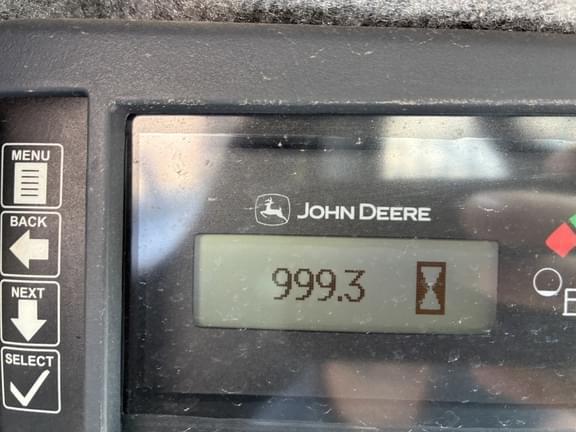 MENU
BACK
NEXT
SELECT
JOHN DEERE
999.3